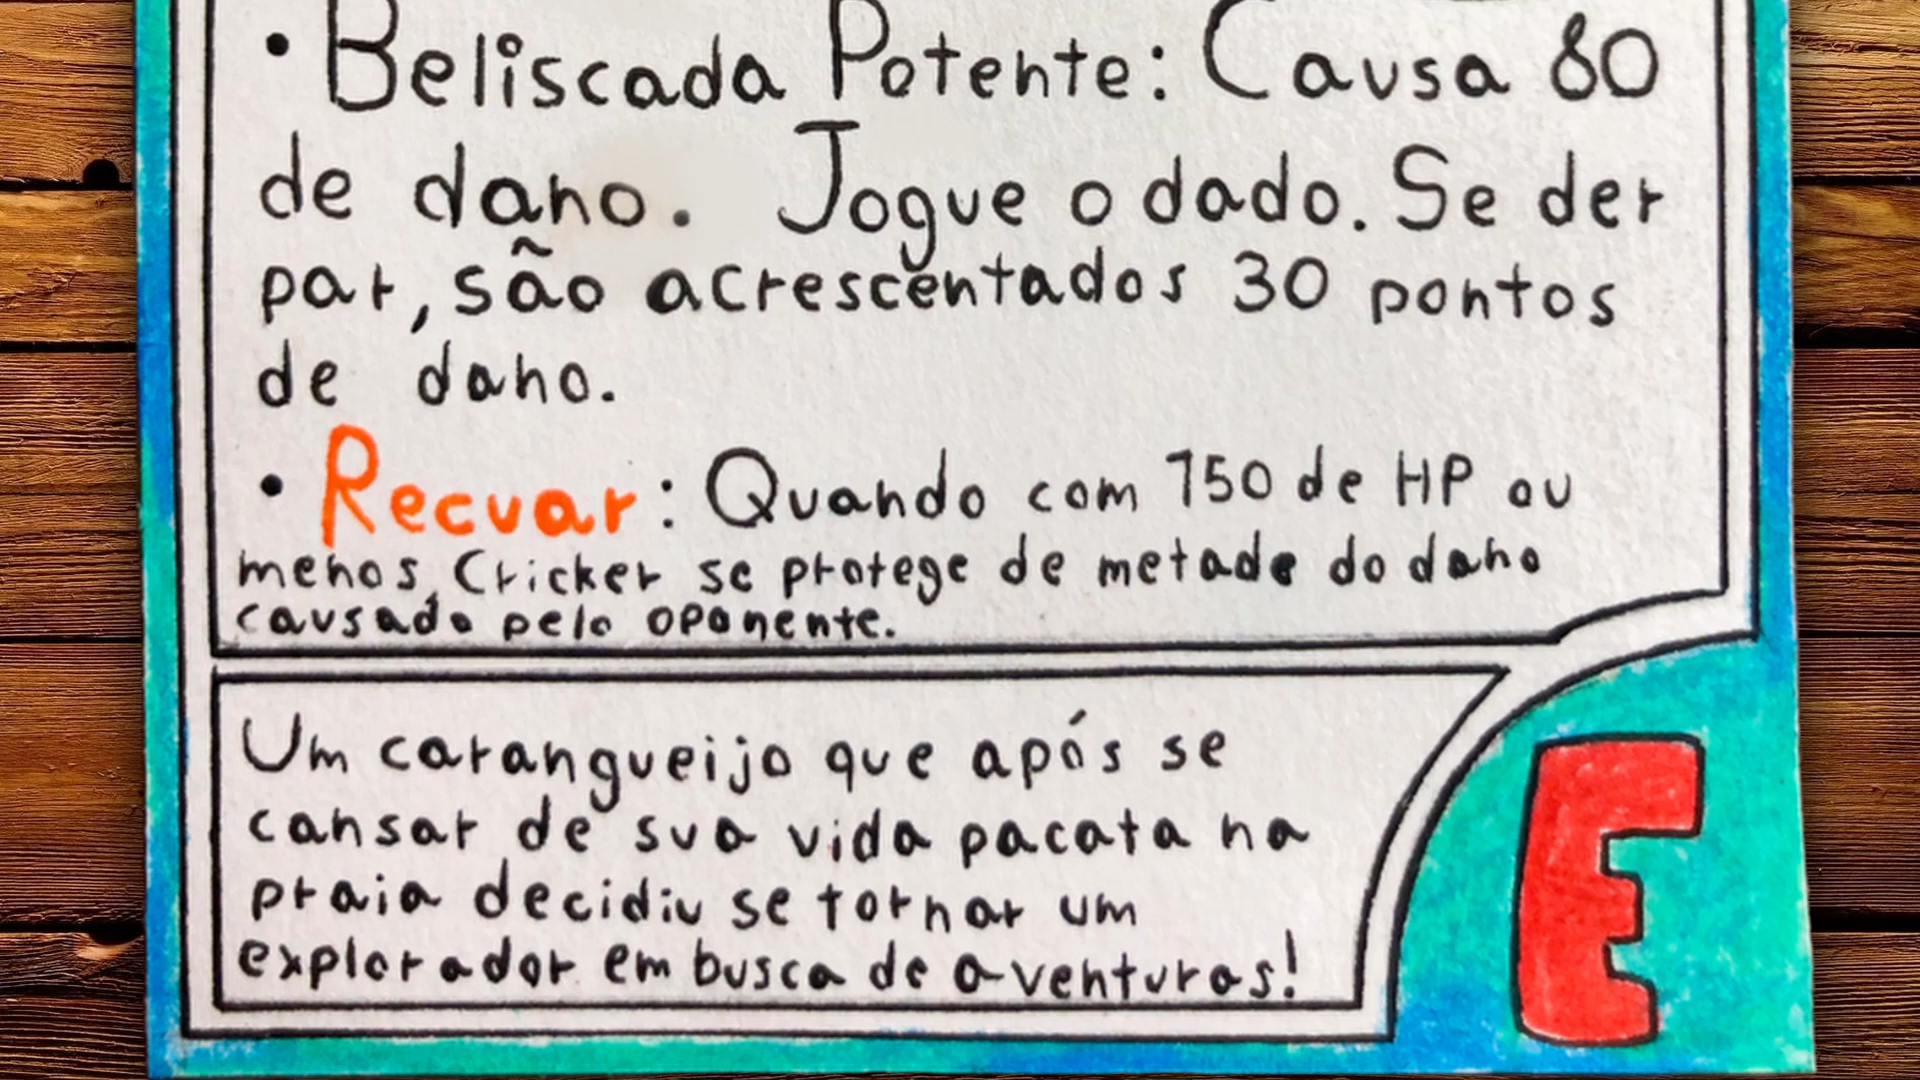 • Beliscada Potente: Causa 80
de dano. Jogue o dado. Se der
par, são acrescentados 30 pontos
de dano.
• Recuar: Quando com 150 de HP ou
menos, Cricker se protege de metade do dano
causado pelo oponente.
Um carangueijo que após se
cansar de sua vida pacata na
praia decidiu se tornar um
explorador em busca de aventuras!
E